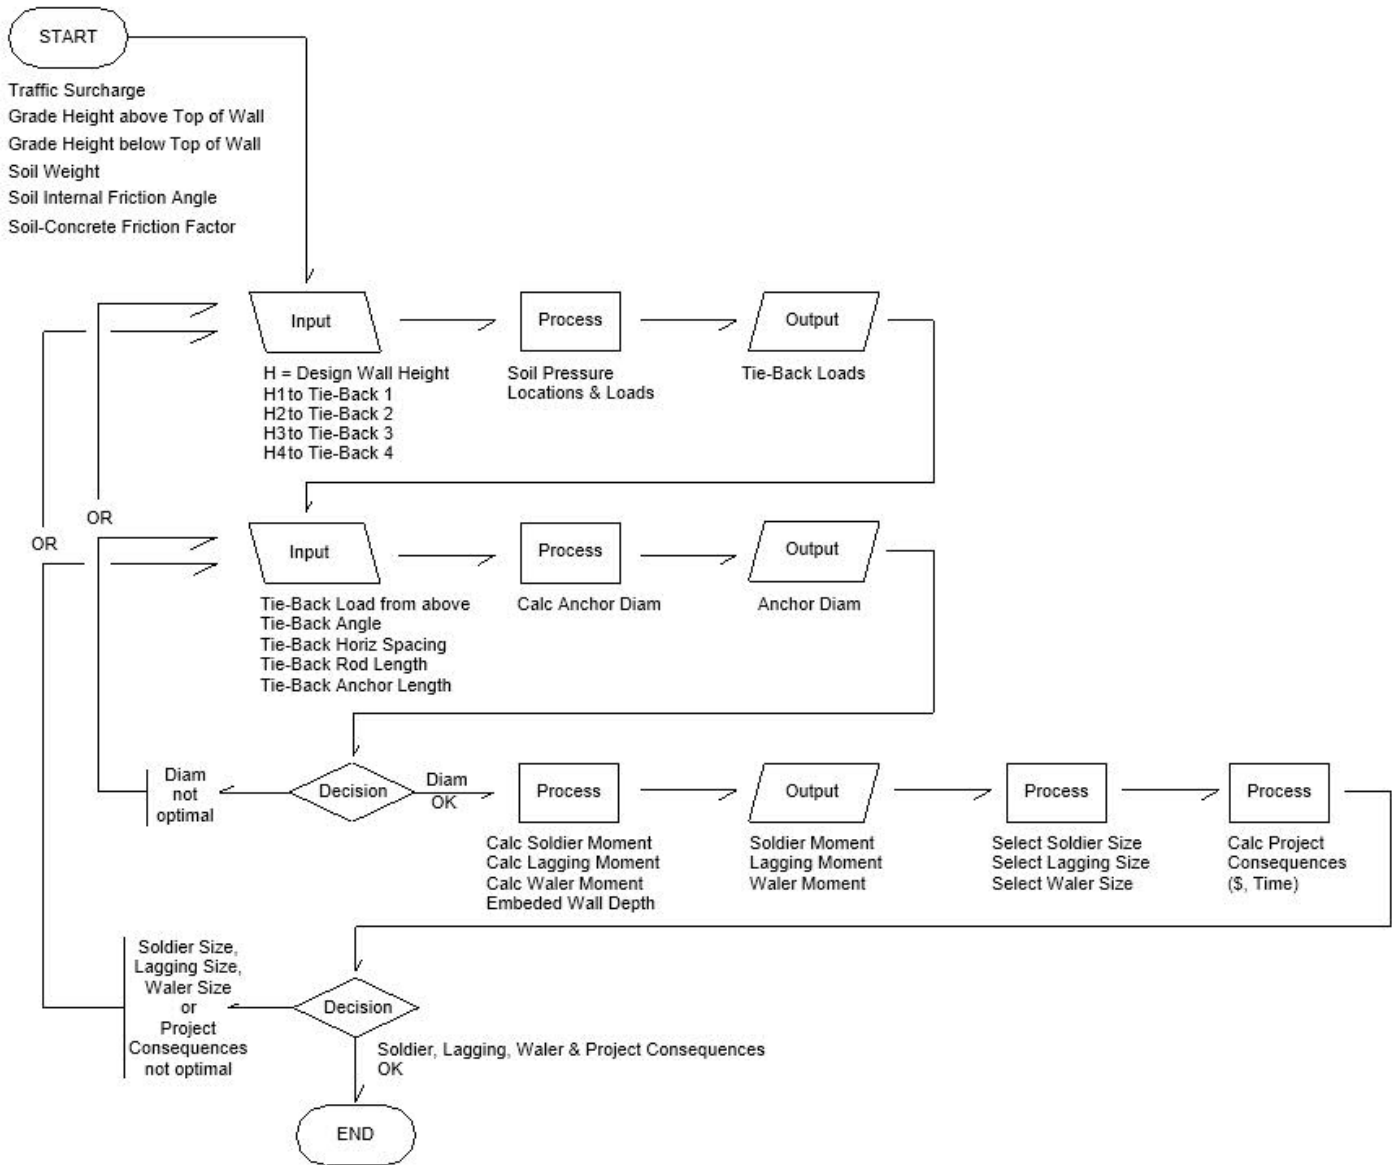 START
Traffic Surcharge
Grade Height above Top of Wall
Grade Height below Top of Wall
Soil Weight
Soil Internal Friction Angle
Soil-Concrete Friction Factor
Input
Process
Output
H = Design Wall Height
H1 to Tie-Back 1
H2 to Tie-Back 2
H3 to Tie-Back 3
H4 to Tie-Back 4
Soil Pressure
Locations & Loads
Tie-Back Loads
OR
OR
Input
Process
Output
Tie-Back Load from above
Tie-Back Angle
Tie-Back Horiz Spacing
Tie-Back Rod Length
Tie-Back Anchor Length
Calc Anchor Diam
Anchor Diam
Diam
not
optimal
Decision
Diam
OK
Process
Output
Process
Process
Calc Soldier Moment
Calc Lagging Moment
Calc Waler Moment
Embeded Wall Depth
Soldier Moment
Lagging Moment
Waler Moment
Select Soldier Size
Select Lagging Size
Select Waler Size
Calc Project
Consequences
($, Time)
Soldier Size,
Lagging Size,
Waler Size
or
Project
Consequences
not optimal
Decision
Soldier, Lagging, Waler & Project Consequences
OK
END